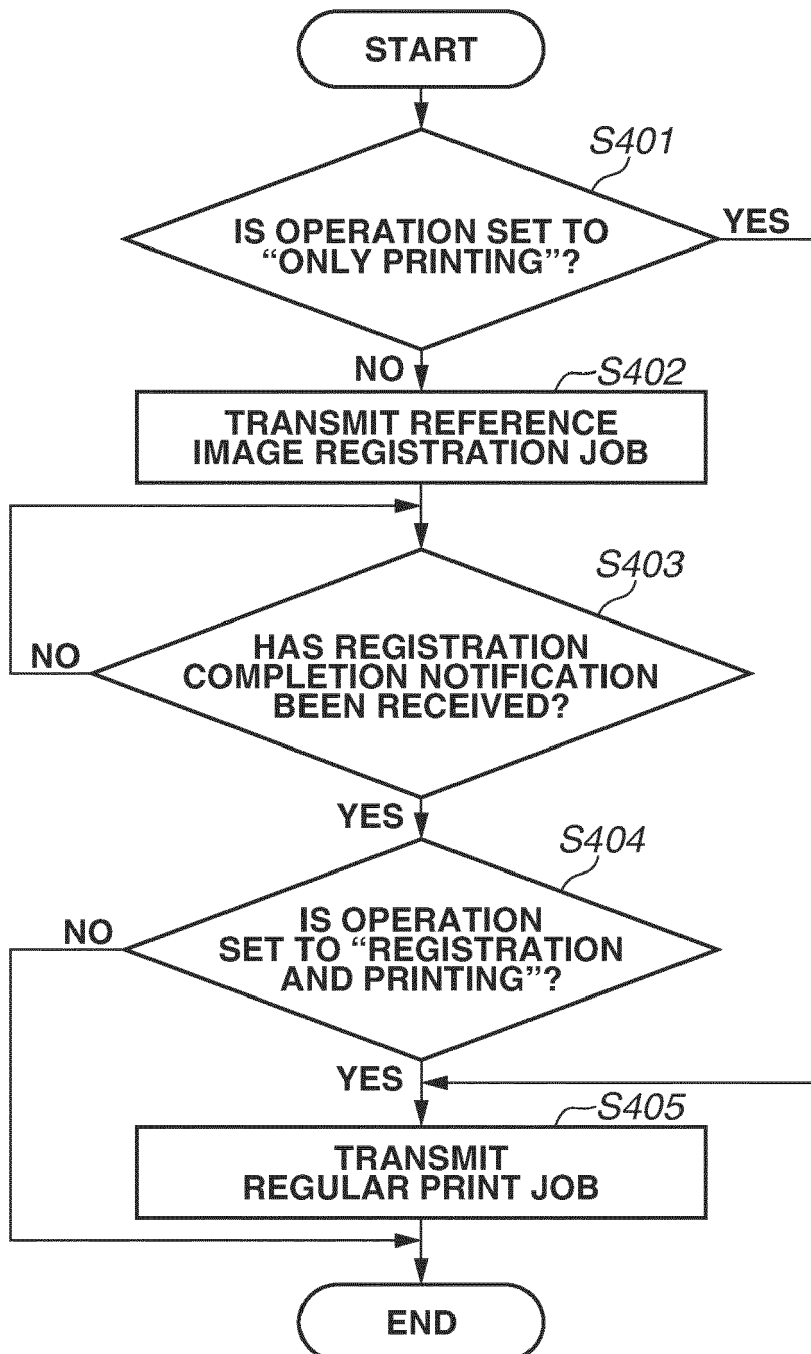 START
S401
IS OPERATION SET TO
“ONLY PRINTING”?
YES
NO
S402
TRANSMIT REFERENCE
IMAGE REGISTRATION JOB
S403
HAS REGISTRATION
COMPLETION NOTIFICATION
BEEN RECEIVED?
NO
YES
S404
IS OPERATION
SET TO “REGISTRATION
AND PRINTING”?
NO
YES
S405
TRANSMIT
REGULAR PRINT JOB
END